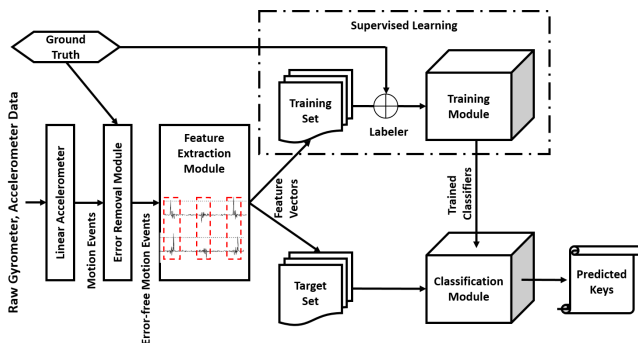 Supervised Learning
Ground
Truth
Training
Set
Labeler
Training
Module
Raw Gyrometer, Accelerometer Data
Linear Accelerometer
Motion Events
Error Removal Module
Error-free Motion Events
Feature
Extraction
Module
Feature
Vectors
Trained
Classifiers
Target
Set
Classification
Module
Predicted
Keys